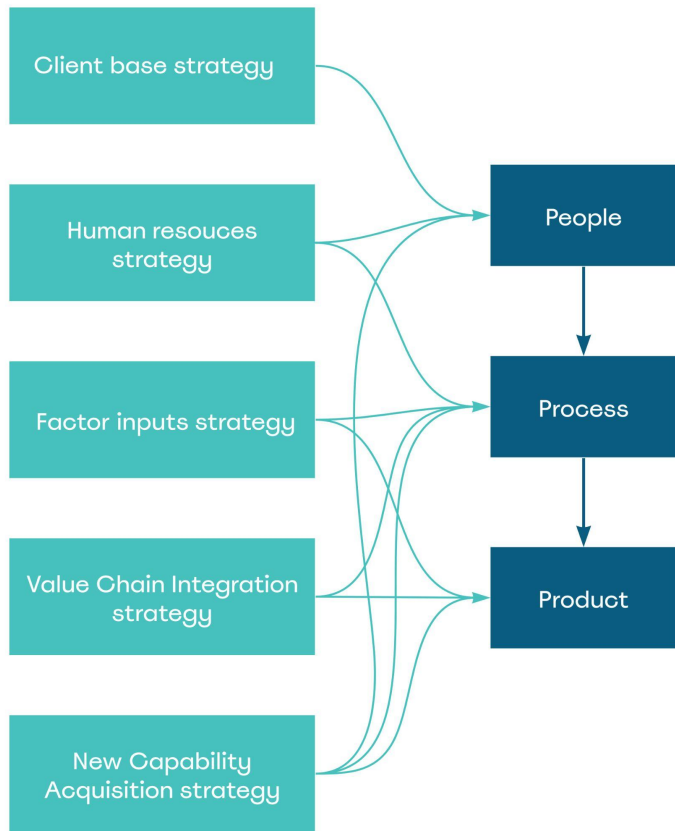 Client base strategy
Human resouces
strategy
Factor inputs strategy
Value Chain Integration
strategy
New Capability
Acquisition strategy
People
Process
Product